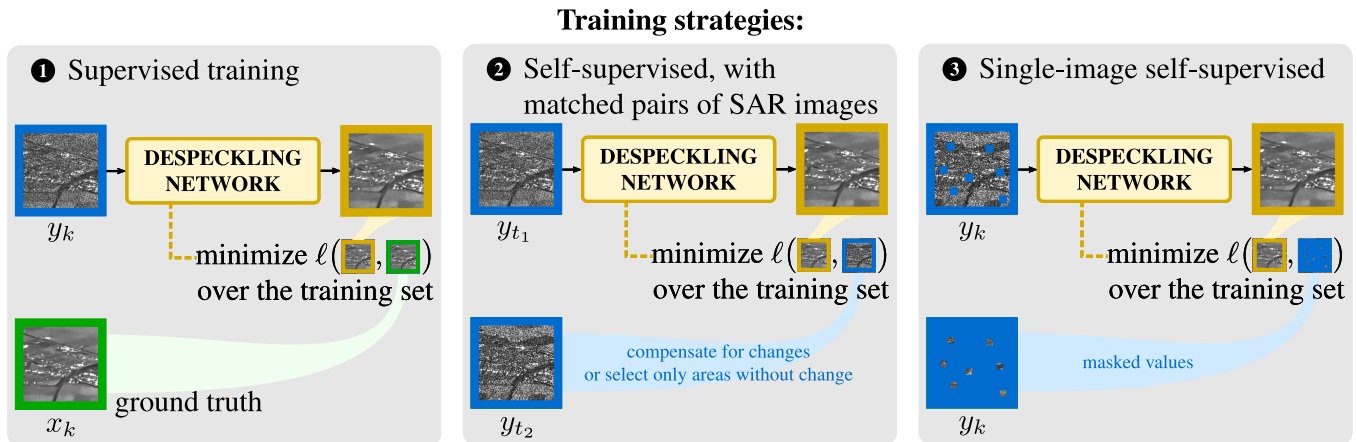 Training strategies:
❶ Supervised training
DESPECKLING
NETWORK
y_k
minimize ℓ( , )
over the training set
ground truth
x_k
❷ Self-supervised, with
matched pairs of SAR images
DESPECKLING
NETWORK
y_{t_1}
minimize ℓ( , )
over the training set
compensate for changes
or select only areas without change
y_{t_2}
❸ Single-image self-supervised
DESPECKLING
NETWORK
y_k
minimize ℓ( , )
over the training set
masked values
y_k